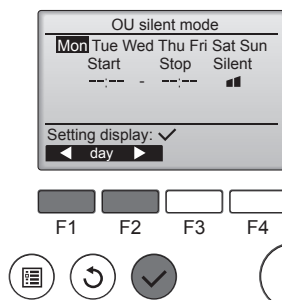 OU silent mode
Mon Tue Wed Thu Fri Sat Sun
Start Stop Silent
--:-- - --:--
Setting display: ✓
◀ day ▶
F1 F2 F3 F4